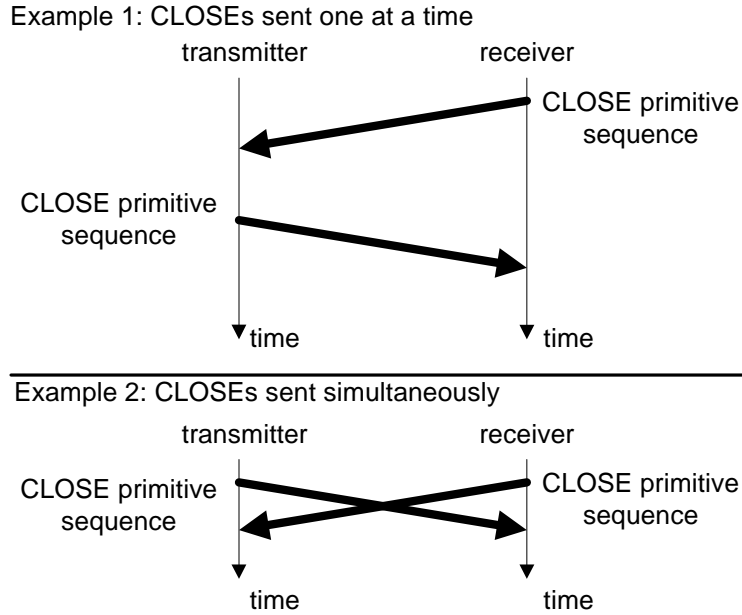 Example 1: CLOSEs sent one at a time
transmitter
receiver
CLOSE primitive
sequence
CLOSE primitive
sequence
time
time
Example 2: CLOSEs sent simultaneously
transmitter
receiver
CLOSE primitive
sequence
CLOSE primitive
sequence
time
time